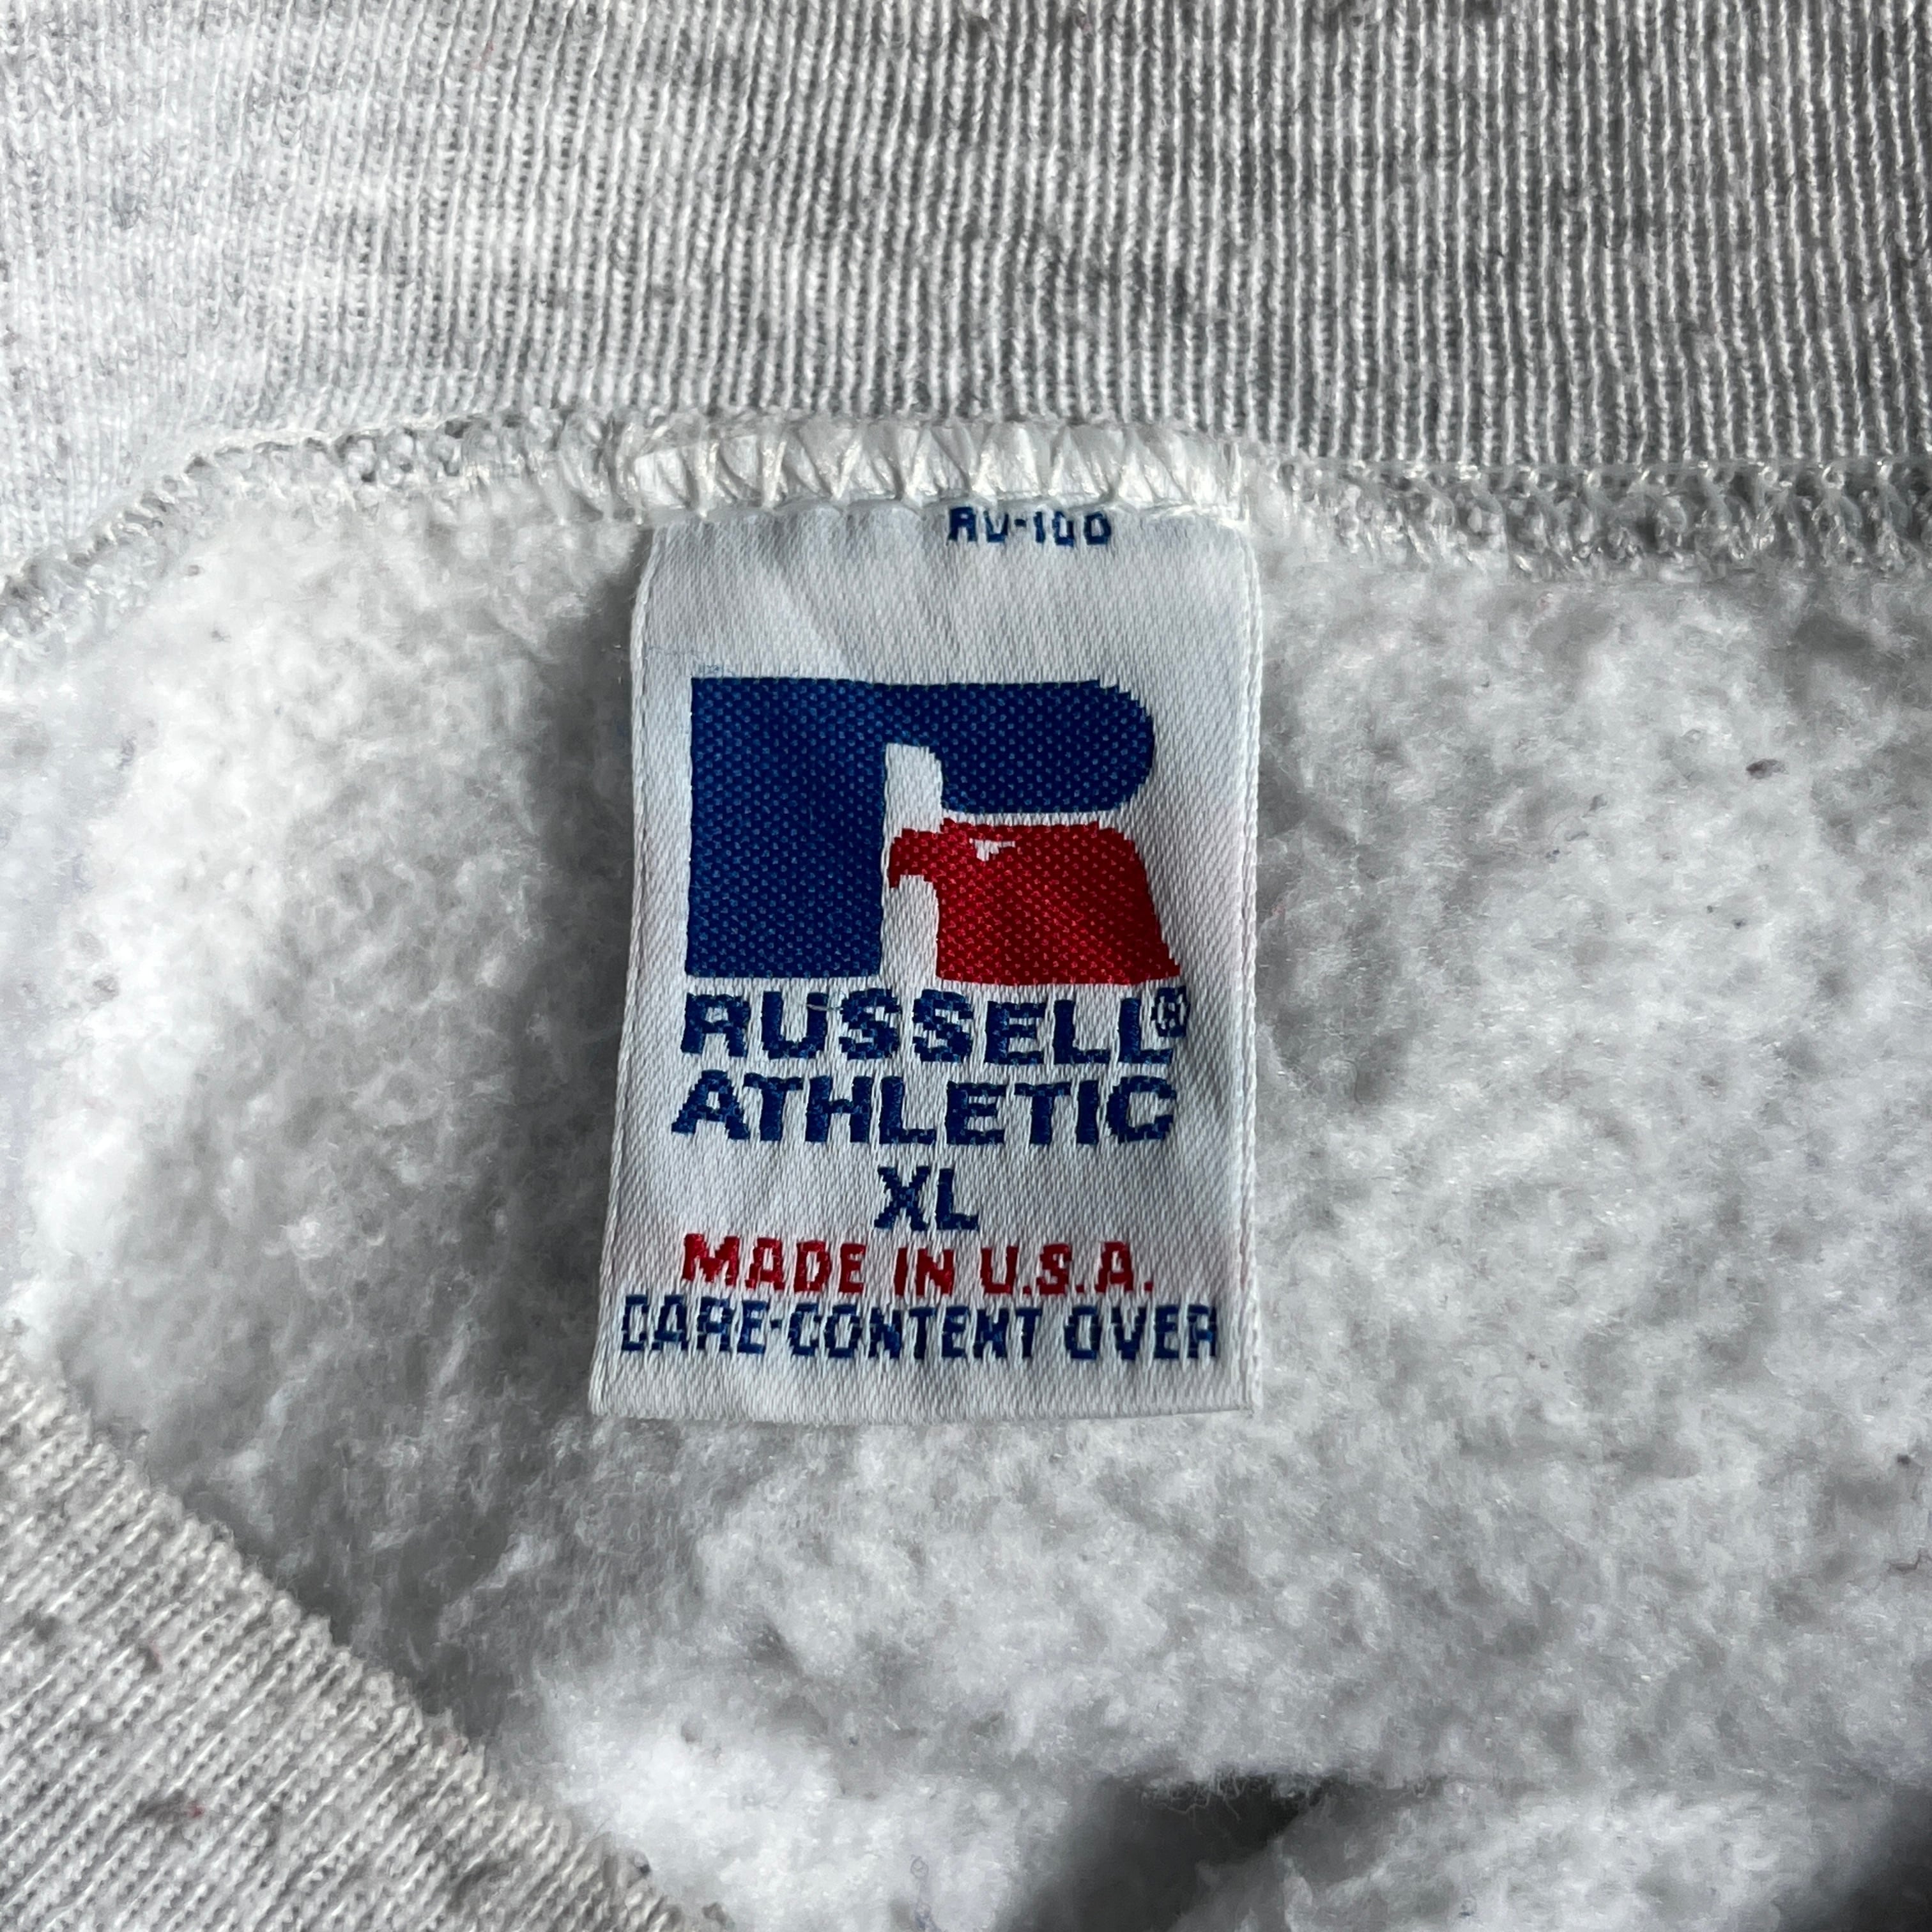 RV-100
RUSSELL®
ATHLETIC
XL
MADE IN U.S.A.
CARE-CONTENT OVER